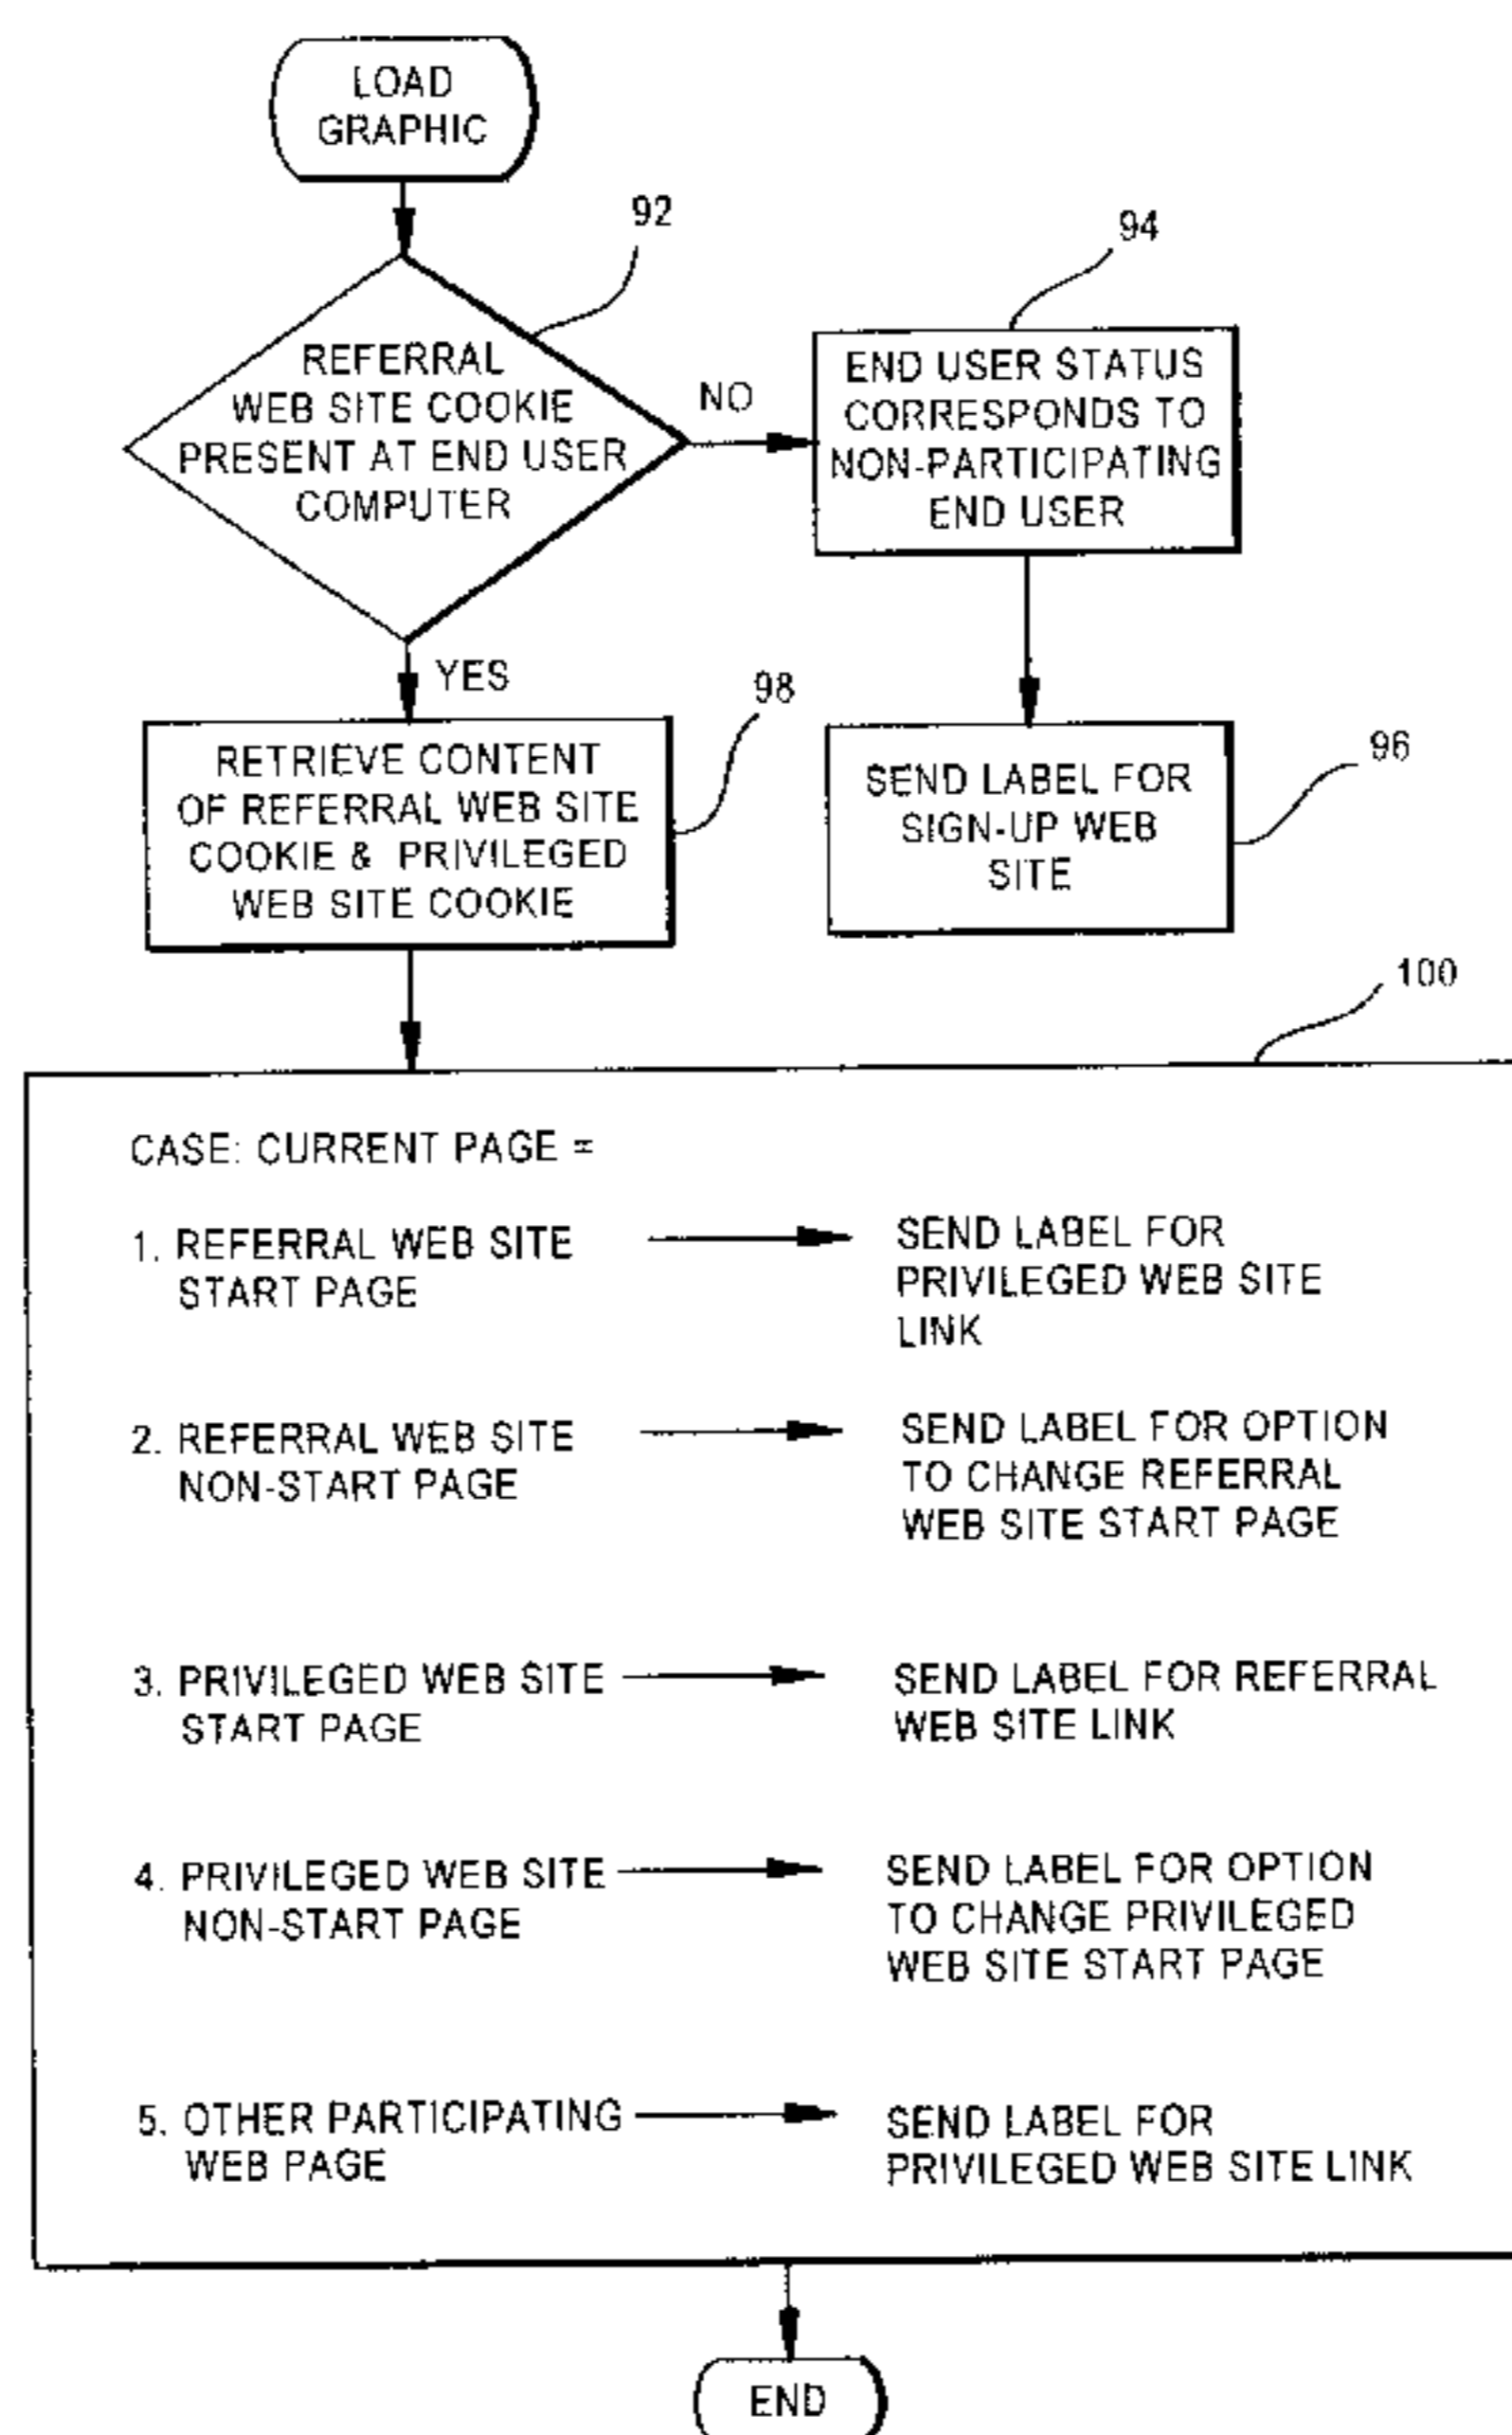 LOAD
GRAPHIC
92
REFERRAL
WEB SITE COOKIE
PRESENT AT END USER
COMPUTER
NO
94
END USER STATUS
CORRESPONDS TO
NON-PARTICIPATING
END USER
YES
98
RETRIEVE CONTENT
OF REFERRAL WEB SITE
COOKIE & PRIVILEGED
WEB SITE COOKIE
96
SEND LABEL FOR
SIGN-UP WEB
SITE
100
CASE: CURRENT PAGE =
1. REFERRAL WEB SITE
START PAGE
SEND LABEL FOR
PRIVILEGED WEB SITE
LINK
2. REFERRAL WEB SITE
NON-START PAGE
SEND LABEL FOR OPTION
TO CHANGE REFERRAL
WEB SITE START PAGE
3. PRIVILEGED WEB SITE
START PAGE
SEND LABEL FOR REFERRAL
WEB SITE LINK
4. PRIVILEGED WEB SITE
NON-START PAGE
SEND LABEL FOR OPTION
TO CHANGE PRIVILEGED
WEB SITE START PAGE
5. OTHER PARTICIPATING
WEB PAGE
SEND LABEL FOR
PRIVILEGED WEB SITE LINK
END